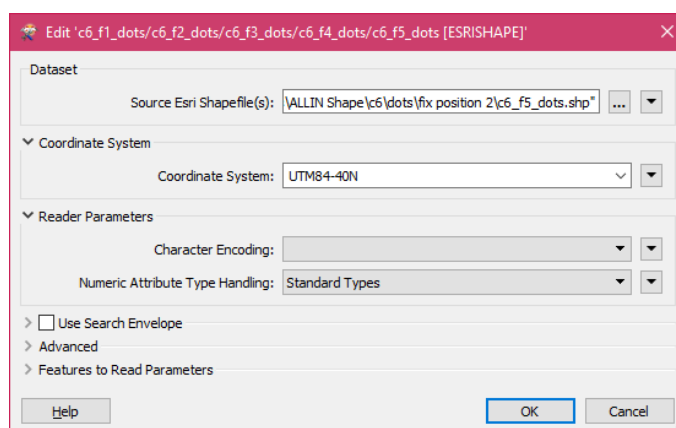 Edit 'c6_f1_dots/c6_f2_dots/c6_f3_dots/c6_f4_dots/c6_f5_dots [ESRISHAPE]'
Dataset
Source Esri Shapefile(s): \ALLIN Shape\c6\dots\fix position 2\c6_f5_dots.shp" ...
Coordinate System
Coordinate System: UTM84-40N
Reader Parameters
Character Encoding:
Numeric Attribute Type Handling: Standard Types
Use Search Envelope
Advanced
Features to Read Parameters
Help OK Cancel